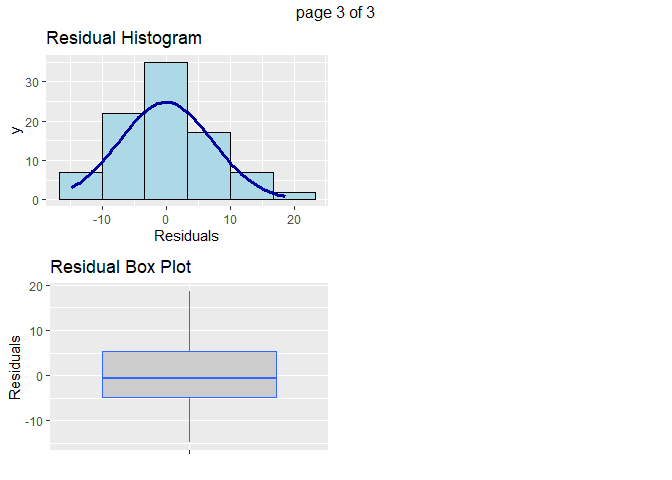 page 3 of 3
Residual Histogram
30
20
10
0
y
-10 0 10 20
Residuals
Residual Box Plot
20
10
0
-10
Residuals